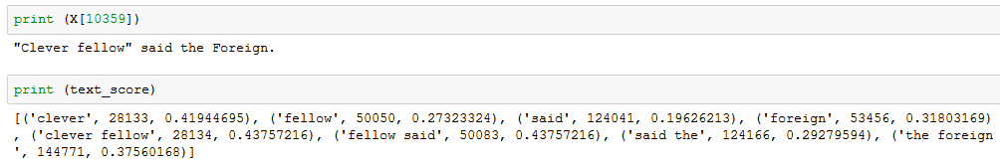 print (X[10359])
"Clever fellow" said the Foreign.
print (text_score)
[('clever', 28133, 0.41944695), ('fellow', 50050, 0.27323324), ('said', 124041, 0.19626213), ('foreign', 53456, 0.31803169)
, ('clever fellow', 28134, 0.43757216), ('fellow said', 50083, 0.43757216), ('said the', 124166, 0.29279594), ('the foreign
', 144771, 0.37560168)]